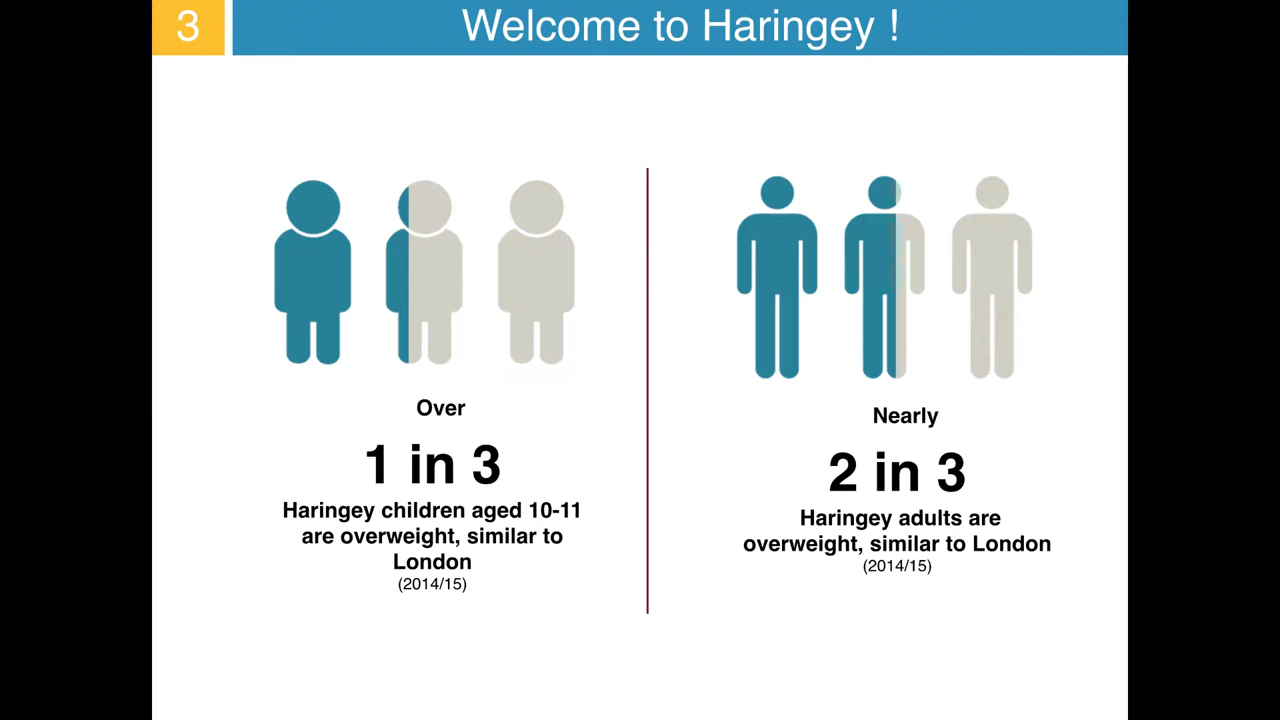 3
Welcome to Haringey !
Over
1 in 3
Haringey children aged 10-11
are overweight, similar to
London
(2014/15)
Nearly
2 in 3
Haringey adults are
overweight, similar to London
(2014/15)